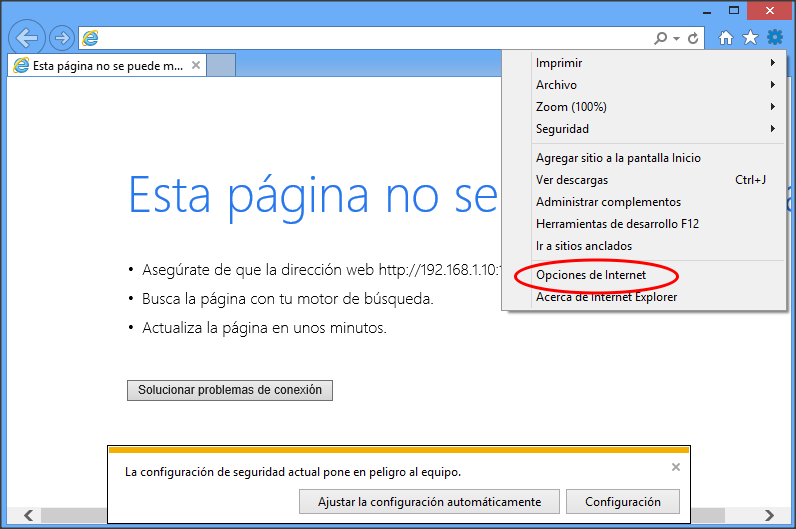 Esta página no se puede m...
Imprimir
Archivo
Zoom (100%)
Seguridad
Agregar sitio a la pantalla Inicio
Ver descargas Ctrl+J
Administrar complementos
Herramientas de desarrollo F12
Ir a sitios anclados
Opciones de Internet
Acerca de Internet Explorer
Esta página no se
• Asegúrate de que la dirección web http://192.168.1.10:
• Busca la página con tu motor de búsqueda.
• Actualiza la página en unos minutos.
Solucionar problemas de conexión
La configuración de seguridad actual pone en peligro al equipo.
Ajustar la configuración automáticamente Configuración